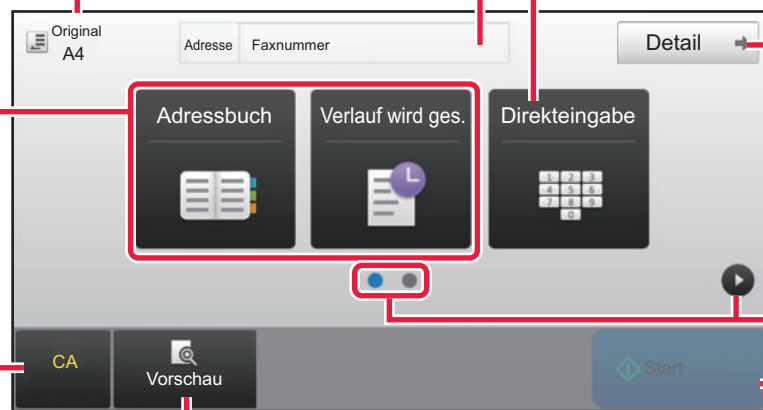 Original
A4
Adresse Faxnummer
Detail
Adressbuch
Verlauf wird ges.
Direkteingabe
1 2 3
4 5 6
7 8 9
0
CA
Vorschau
Start